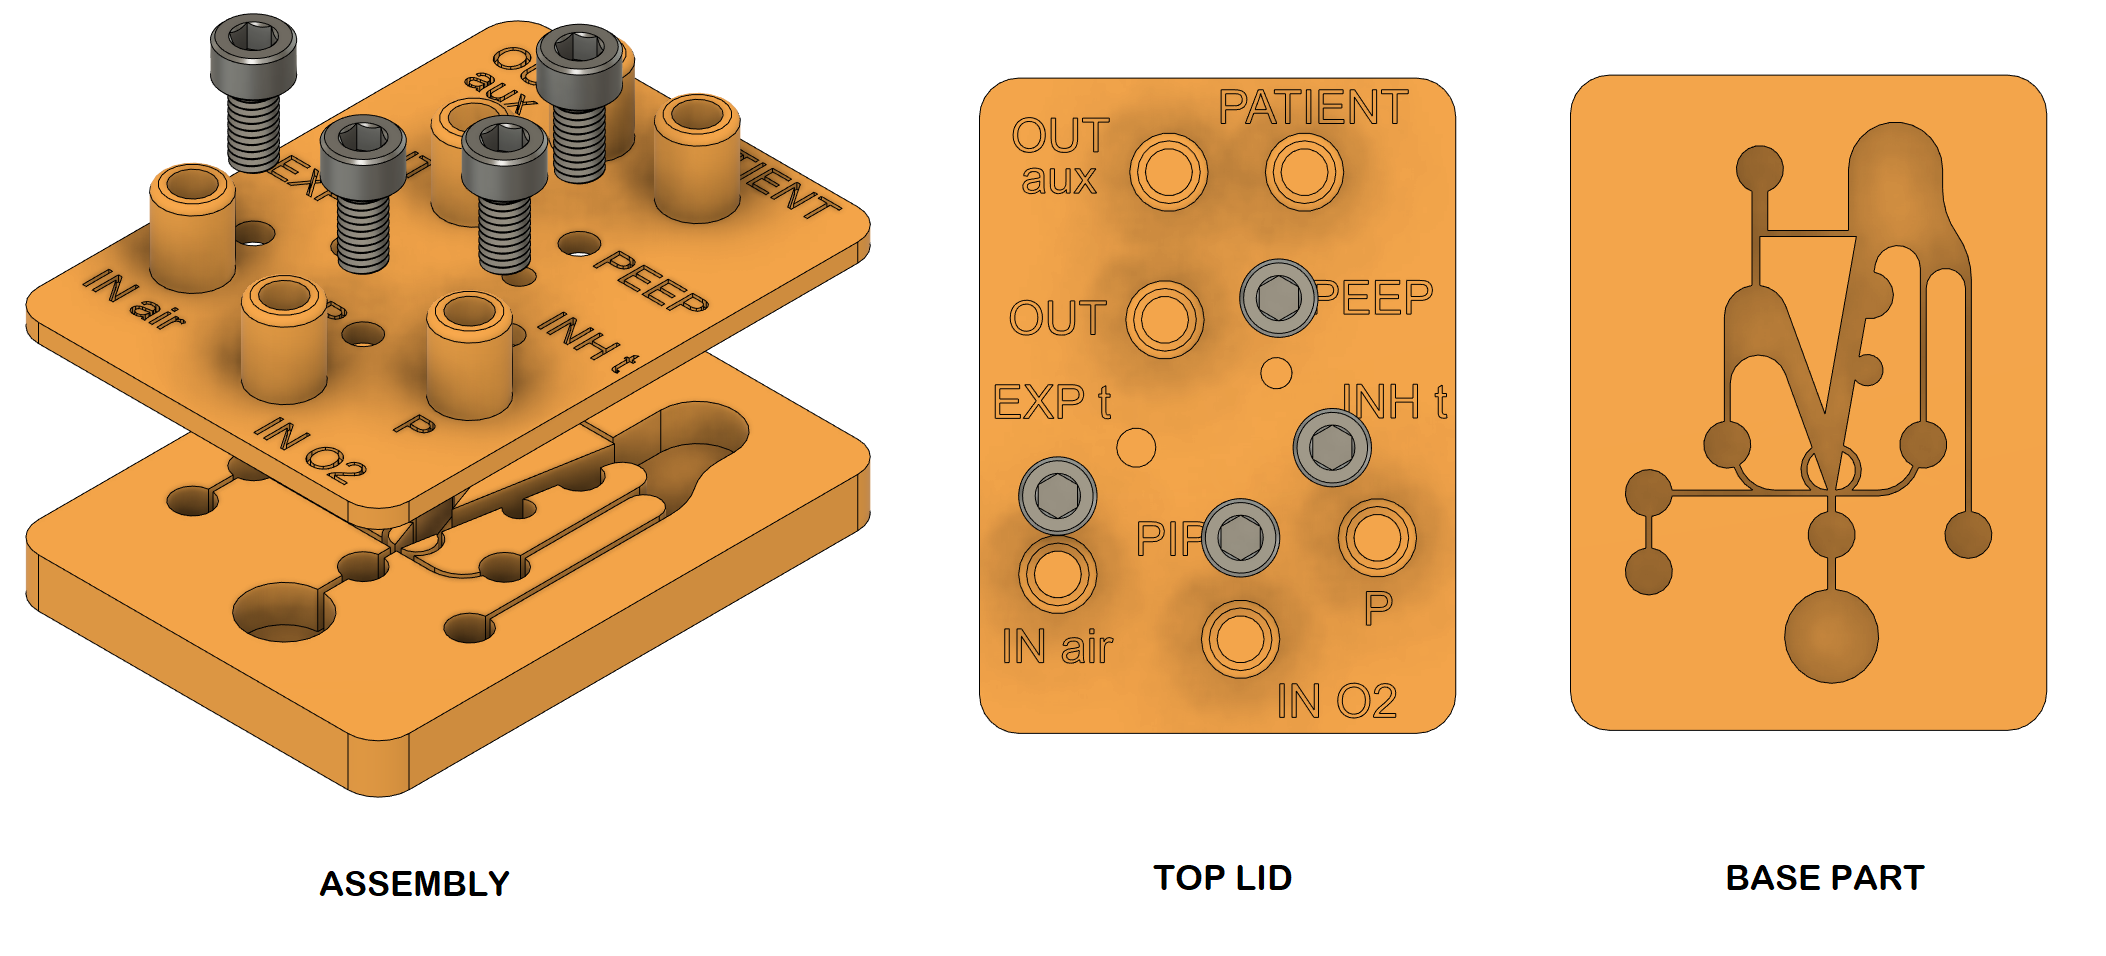 OU
aux
EXP
TIENT
PEEP
IN air
P
INH t
IN O2
P
PATIENT
OUT
aux
OUT
PEEP
EXP t
INH t
PIP
P
IN air
IN O2
ASSEMBLY
TOP LID
BASE PART